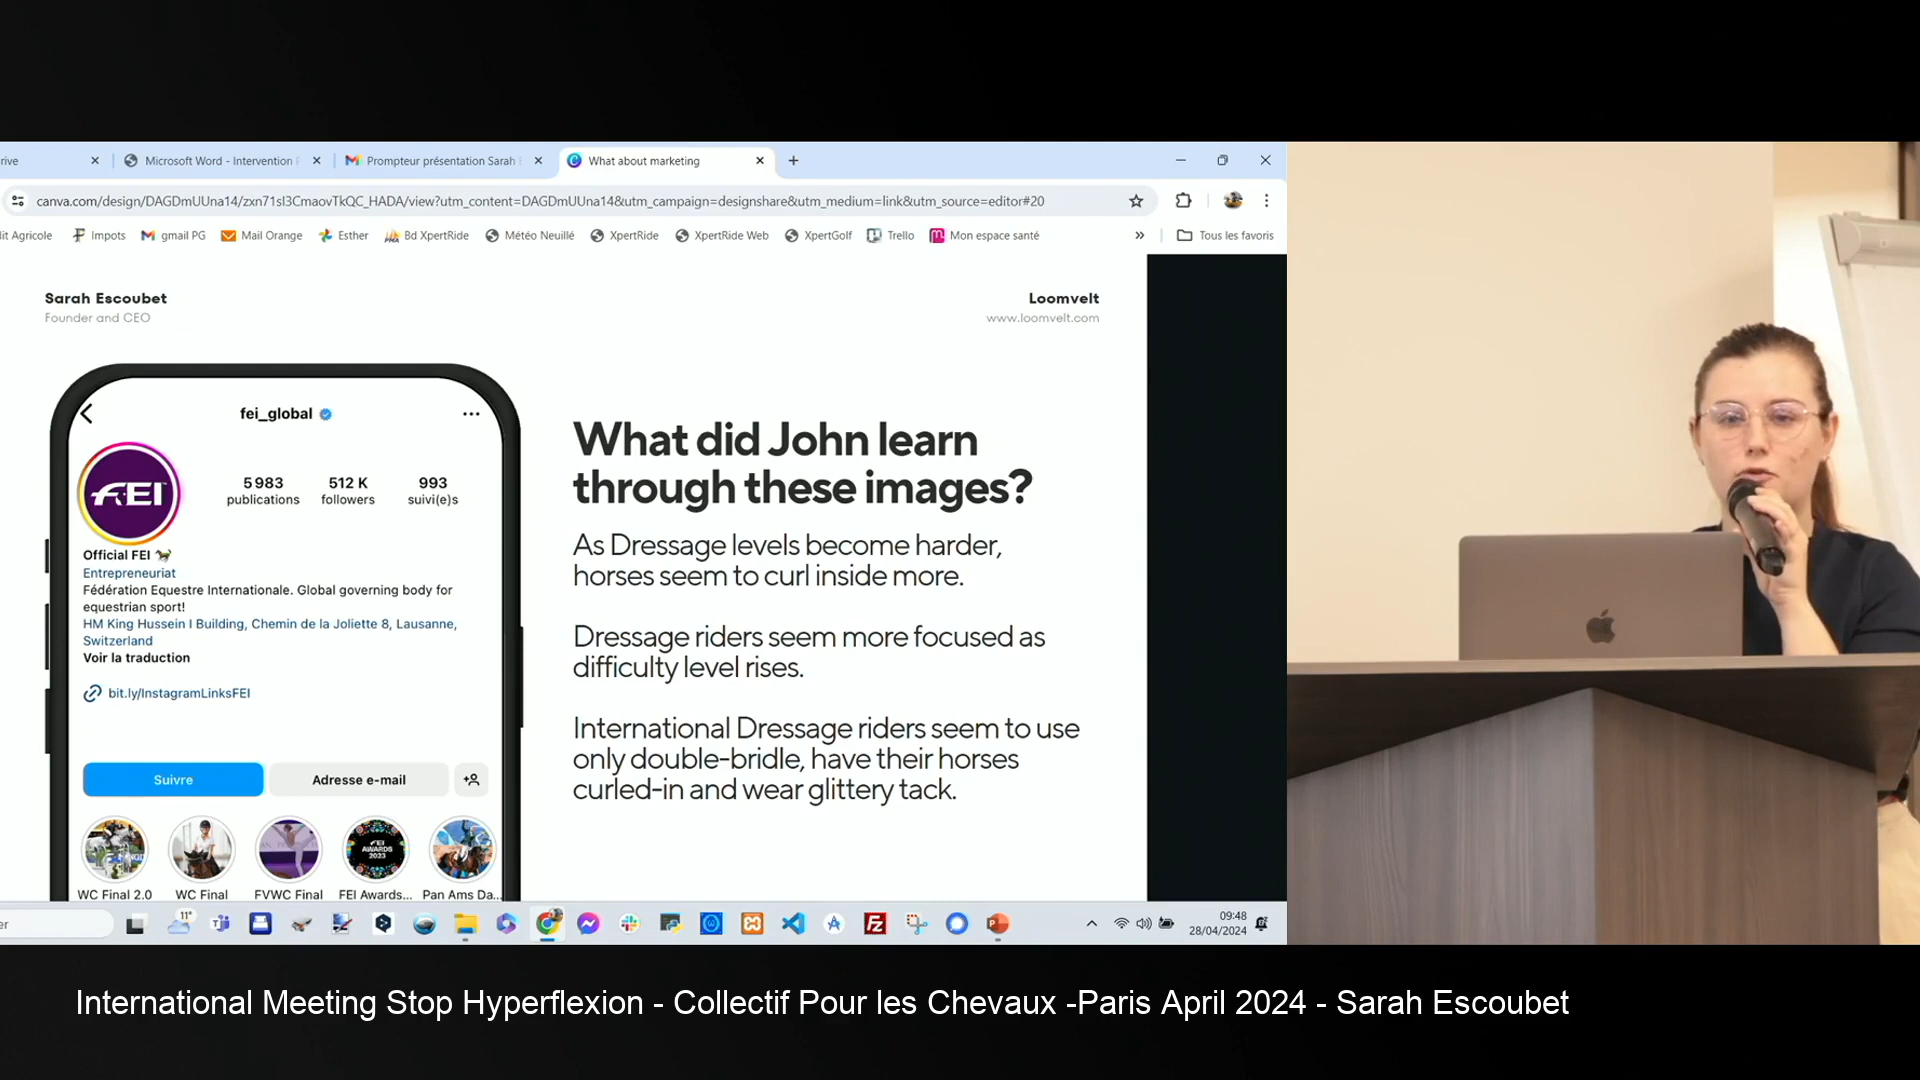 rive
Microsoft Word - Intervention
Prompteur présentation Sarah
What about marketing
canva.com/design/DAGDmUUna14/zxn71sI3CmaovTkQC_HADA/view?utm_content=DAGDmUUna14&utm_campaign=designshare&utm_medium=link&utm_source=editor#20
it Agricole
Impots
gmail PG
Mail Orange
Esther
Bd XpertRide
Météo Neuillé
XpertRide
XpertRide Web
XpertGolf
Trello
Mon espace santé
»
Tous les favoris
Sarah Escoubet
Founder and CEO
Loomvelt
www.loomvelt.com
fei_global
FEI
5 983
publications
512 K
followers
993
suivi(e)s
Official FEI
Entrepreneuriat
Fédération Equestre Internationale. Global governing body for
equestrian sport!
HM King Hussein I Building, Chemin de la Joliette 8, Lausanne,
Switzerland
Voir la traduction
bit.ly/InstagramLinksFEI
Suivre
Adresse e-mail
FEI
AWARDS
2023
WC Final 2.0
WC Final
FVWC Final
FEI Awards...
Pan Ams Da...
What did John learn
through these images?
As Dressage levels become harder,
horses seem to curl inside more.
Dressage riders seem more focused as
difficulty level rises.
International Dressage riders seem to use
only double-bridle, have their horses
curled-in and wear glittery tack.
er
11°
09:48
28/04/2024
International Meeting Stop Hyperflexion - Collectif Pour les Chevaux -Paris April 2024 - Sarah Escoubet